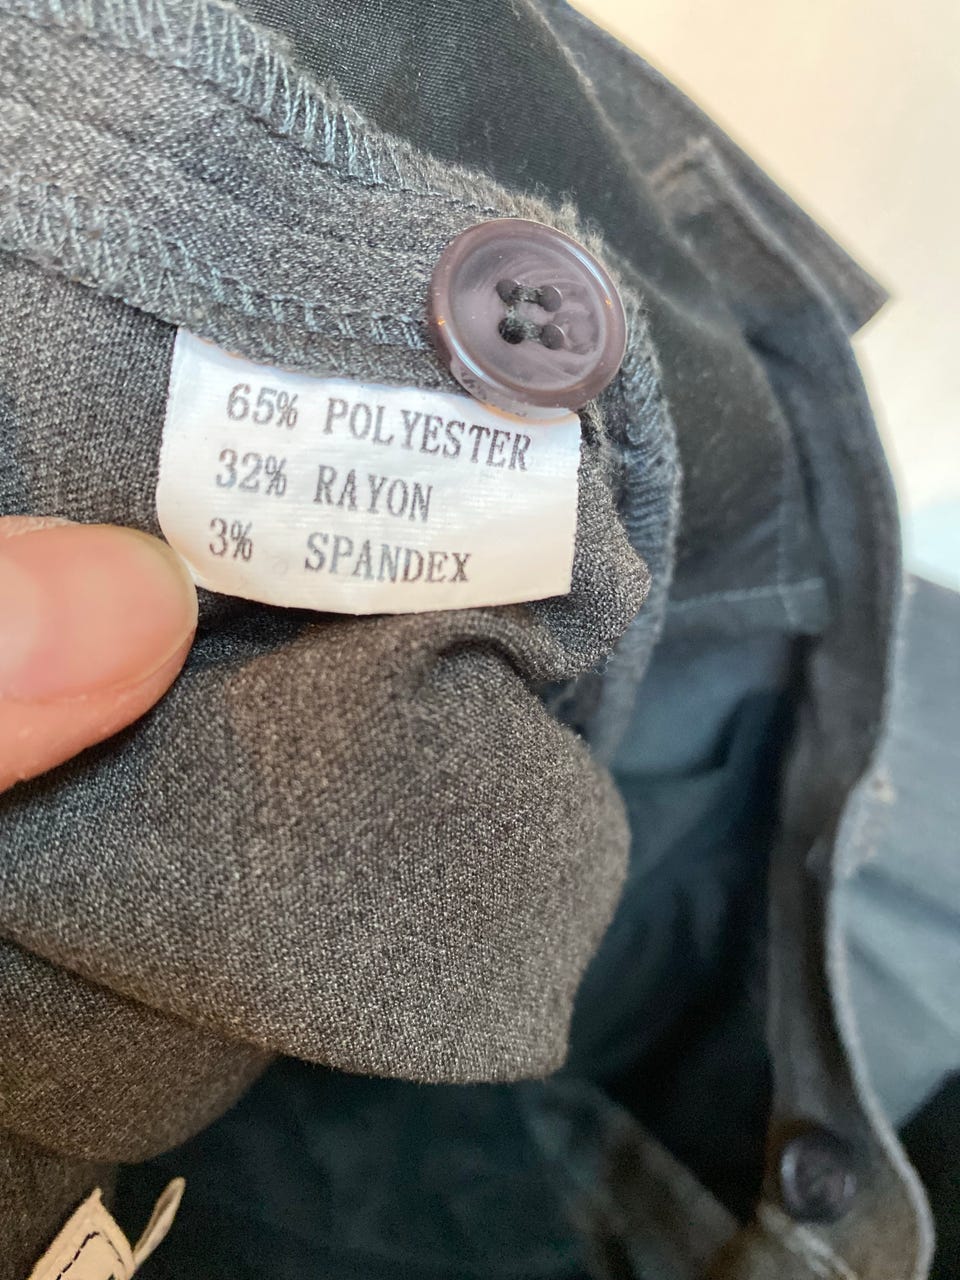 65% POLYESTER
32% RAYON
3% SPANDEX